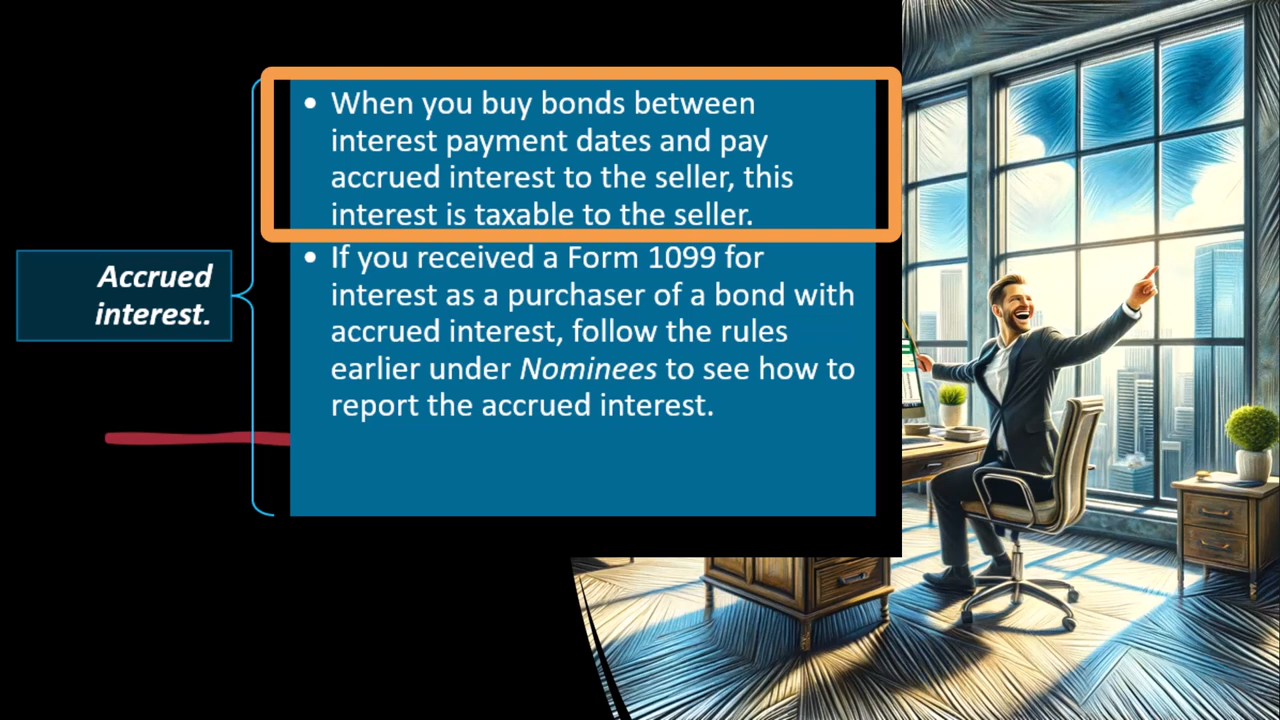 Accrued
interest.
• When you buy bonds between
interest payment dates and pay
accrued interest to the seller, this
interest is taxable to the seller.
• If you received a Form 1099 for
interest as a purchaser of a bond with
accrued interest, follow the rules
earlier under Nominees to see how to
report the accrued interest.